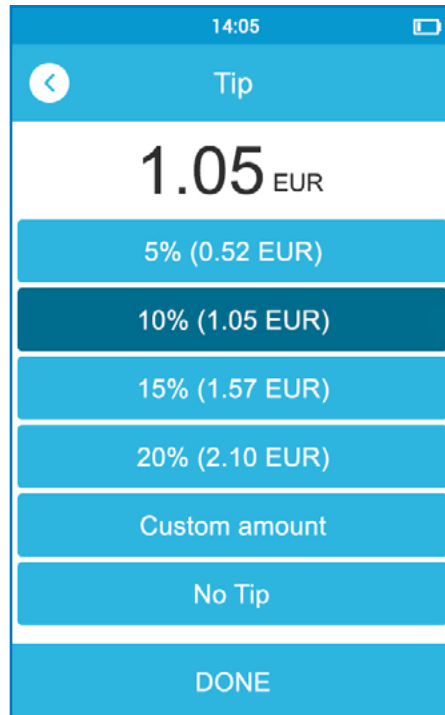 14:05
Tip
1.05 EUR
5% (0.52 EUR)
10% (1.05 EUR)
15% (1.57 EUR)
20% (2.10 EUR)
Custom amount
No Tip
DONE